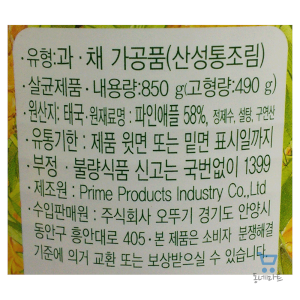 · 유형:과 · 채 가공품(산성통조림)
· 살균제품 · 내용량:850 g(고형량:490 g)
· 원산지: 태국 · 원재료명 : 파인애플 58%, 정제수, 설탕, 구연산
· 유통기한 : 제품 윗면 또는 밑면 표시일까지
· 부정 · 불량식품 신고는 국번없이 1399
· 제조원 : Prime Products Industry Co.,Ltd
· 수입판매원 : 주식회사 오뚜기 경기도 안양시
동안구 흥안대로 405 · 본 제품은 소비자 분쟁해결
기준에 의거 교환 또는 보상받으실 수 있습니다.
동네마트